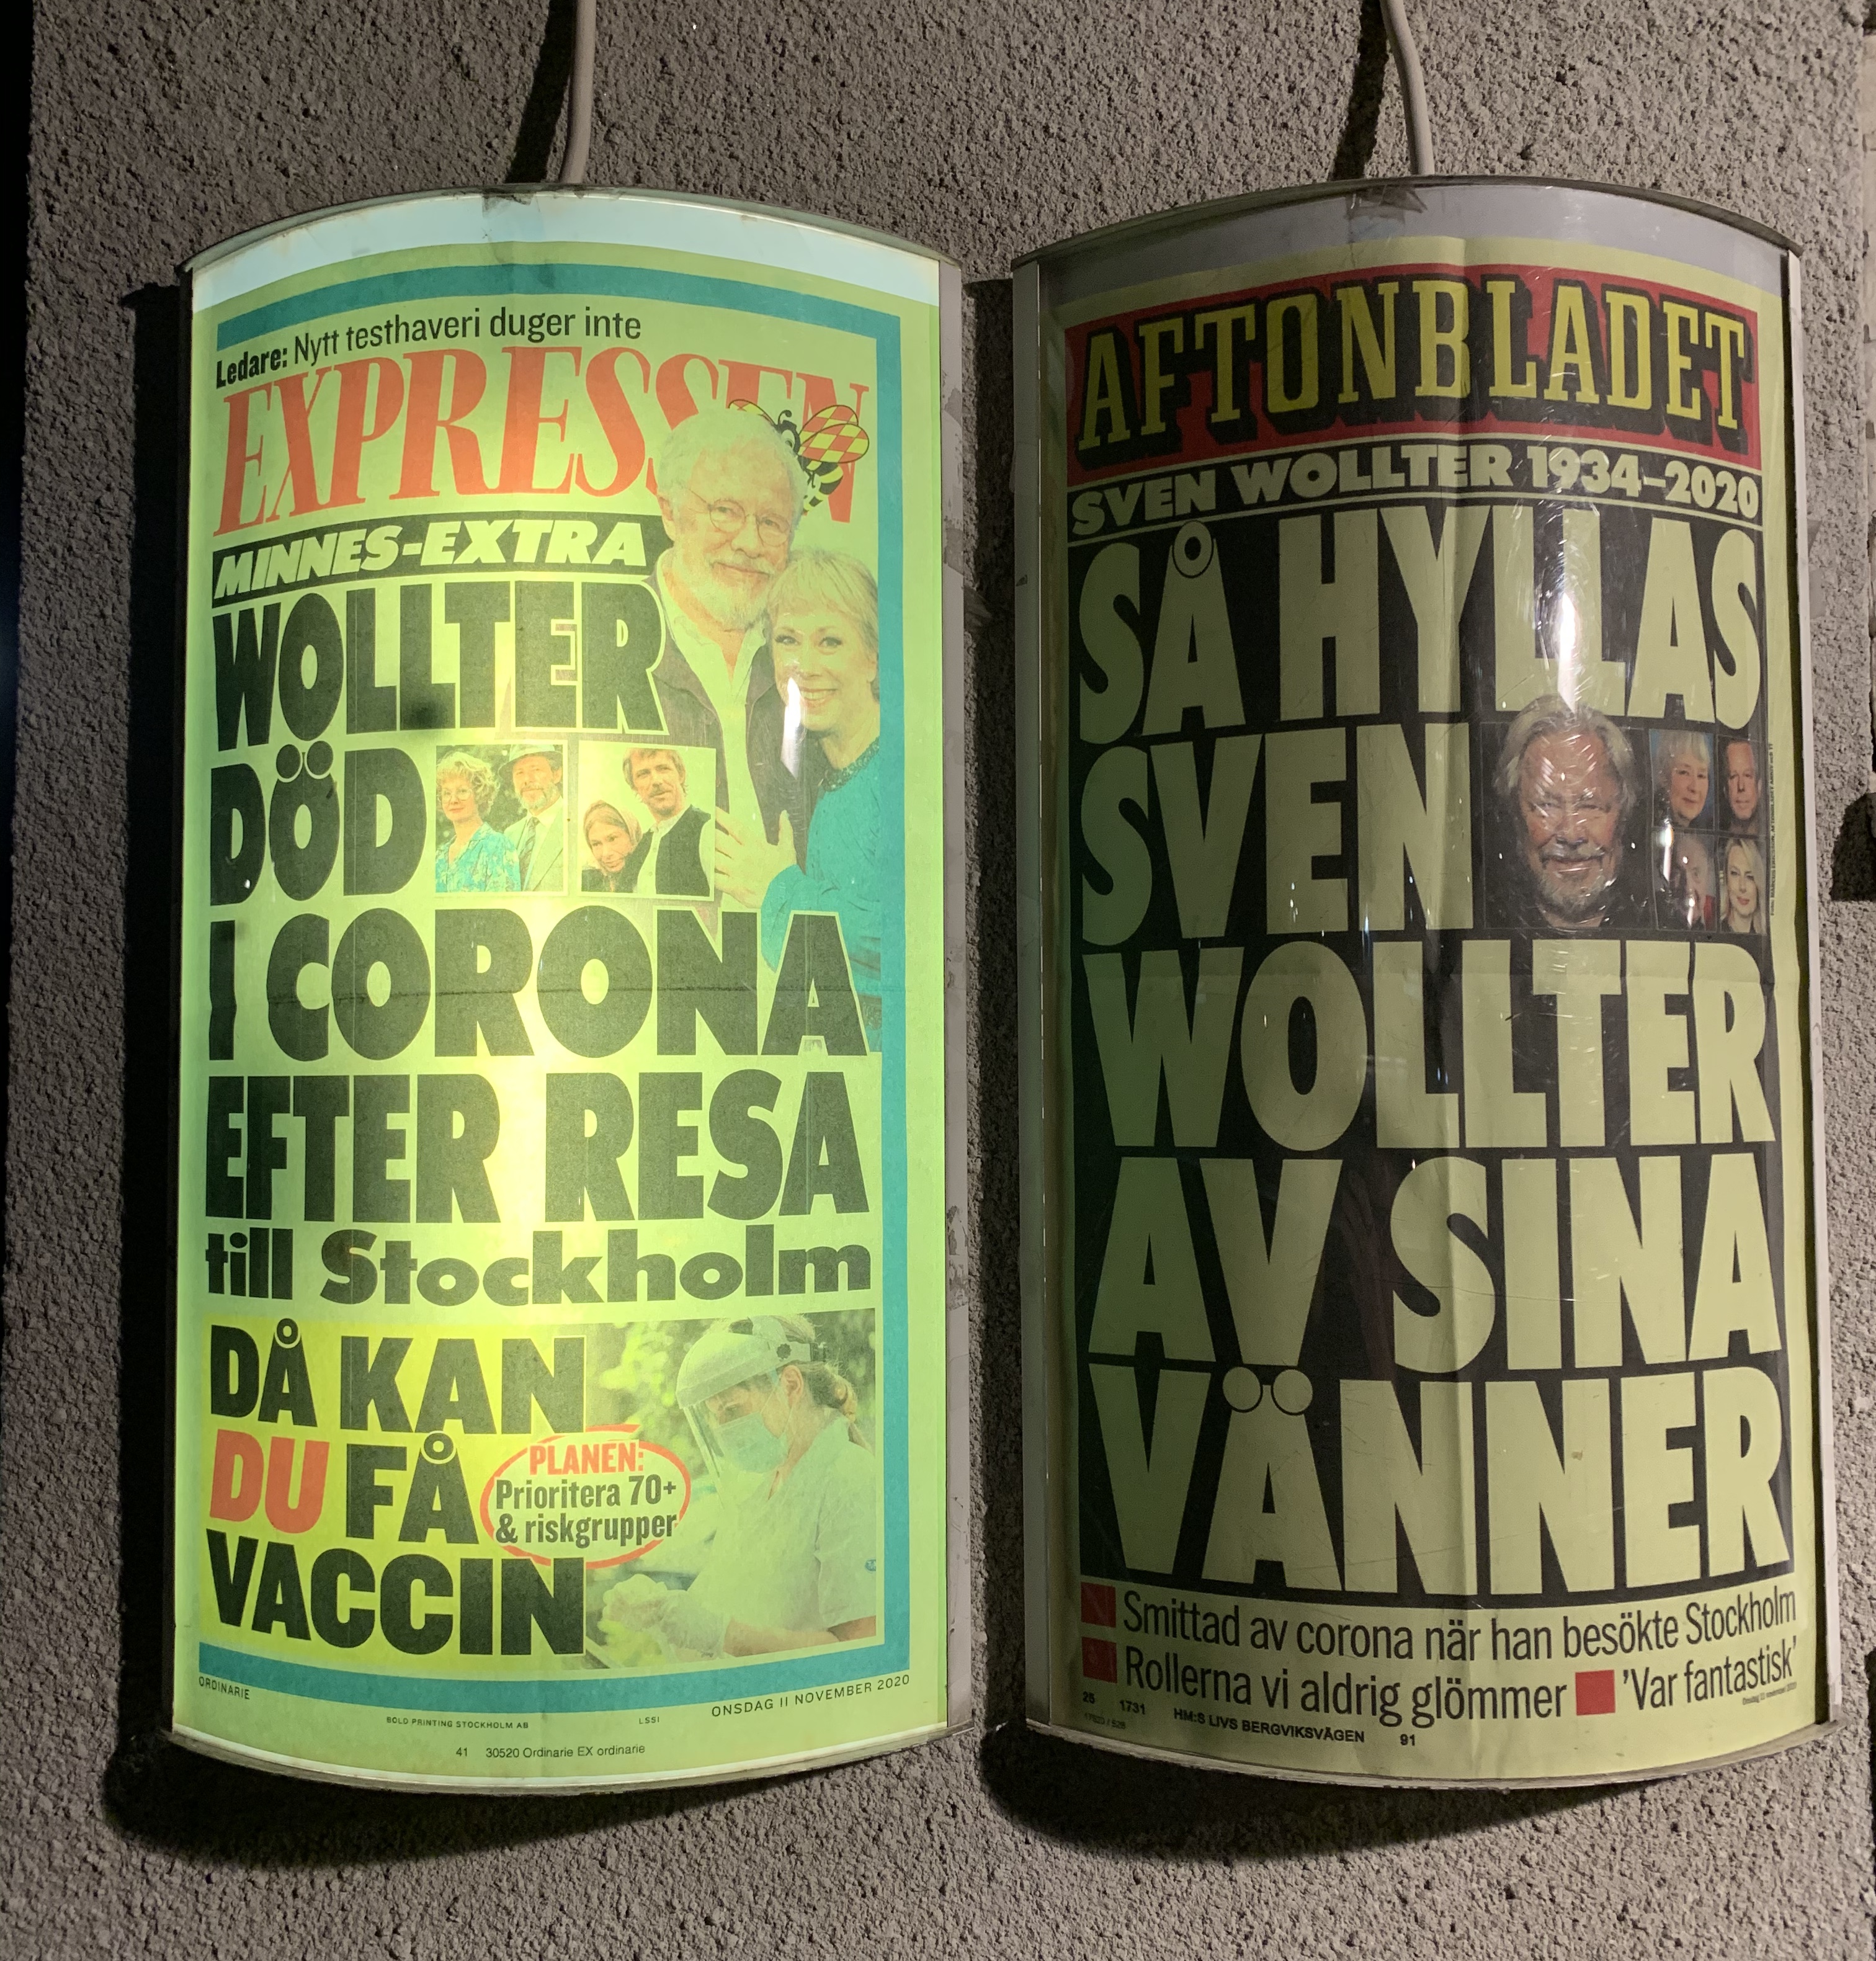 Ledare: Nytt testhaveri duger inte
EXPRESSEN
MINNES-EXTRA
WOLLTER
DÖD
I CORONA
EFTER RESA
till Stockholm
DÅ KAN
DU FÅ
VACCIN
PLANEN:
Prioritera 70+
& riskgrupper
ORDINARIE
BOLD PRINTING STOCKHOLM AB
LSSI
ONSDAG 11 NOVEMBER 2020
41 30520 Ordinarie EX ordinarie
AFTONBLADET
SVEN WOLLTER 1934–2020
SÅ HYLLAS
SVEN
WOLLTER
AV SINA
VÄNNER
Smittad av corona när han besökte Stockholm
Rollerna vi aldrig glömmer
'Var fantastisk'
25 1731 HM:S LIVS BERGVIKSVÄGEN 91